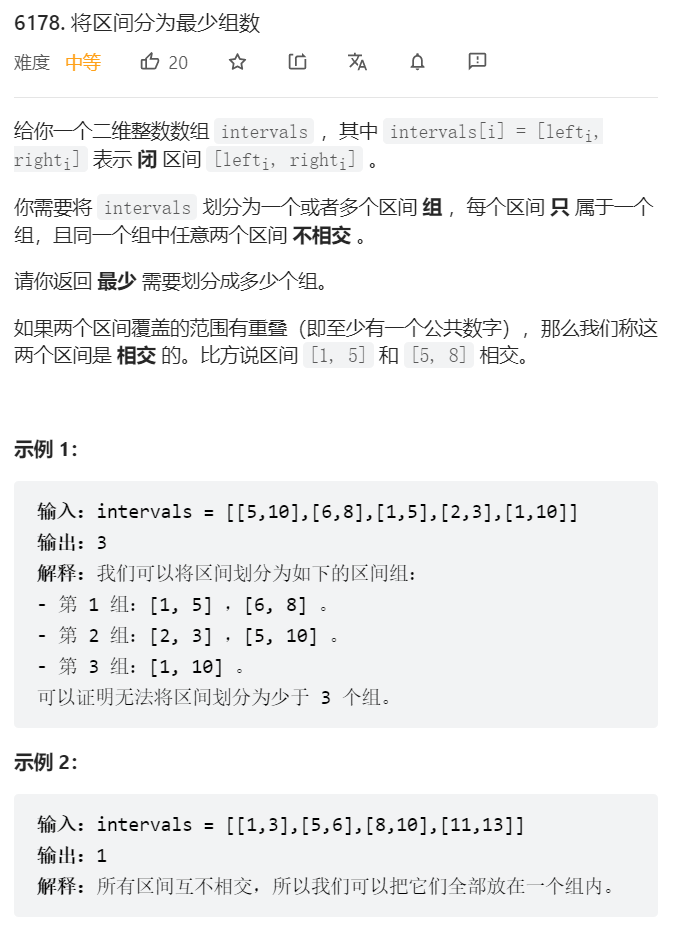 6178. 将区间分为最少组数
难度 中等 20
给你一个二维整数数组 intervals ，其中 intervals[i] = [lefti,
righti] 表示 闭 区间 [lefti, righti] 。
你需要将 intervals 划分为一个或者多个区间 组 ，每个区间 只 属于一个
组，且同一个组中任意两个区间 不相交 。
请你返回 最少 需要划分成多少个组。
如果两个区间覆盖的范围有重叠（即至少有一个公共数字），那么我们称这
两个区间是 相交 的。比方说区间 [1, 5] 和 [5, 8] 相交。
示例 1：
输入：intervals = [[5,10],[6,8],[1,5],[2,3],[1,10]]
输出：3
解释：我们可以将区间划分为如下的区间组：
- 第 1 组：[1, 5] ，[6, 8] 。
- 第 2 组：[2, 3] ，[5, 10] 。
- 第 3 组：[1, 10] 。
可以证明无法将区间划分为少于 3 个组。
示例 2：
输入：intervals = [[1,3],[5,6],[8,10],[11,13]]
输出：1
解释：所有区间互不相交，所以我们可以把它们全部放在一个组内。